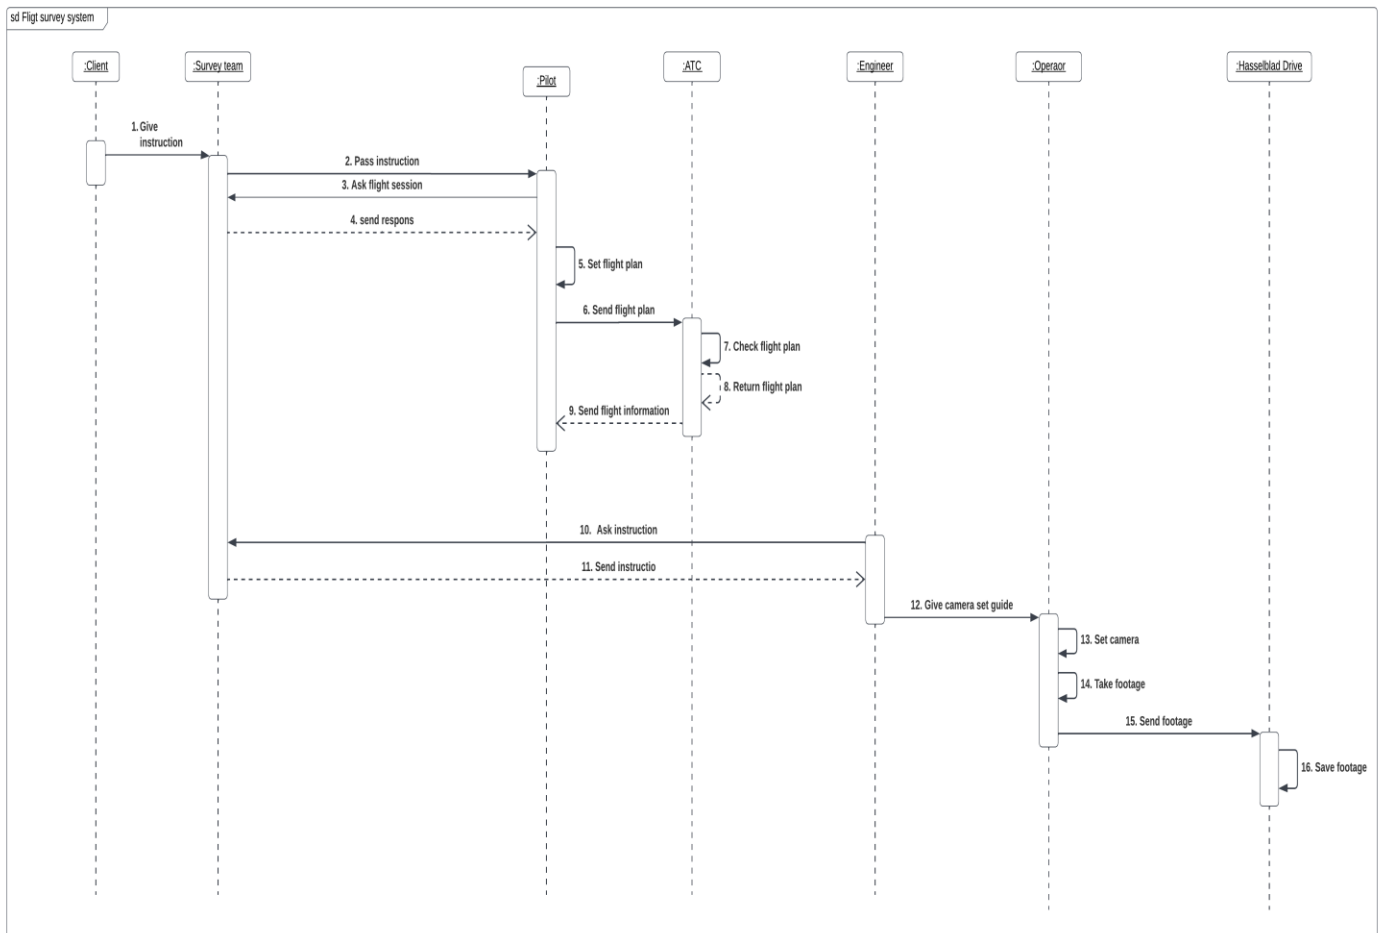 sd Fligt survey system
:Client
:Survey team
:Pilot
:ATC
:Engineer
:Operaor
:Hasselblad Drive
1. Give
instruction
2. Pass instruction
3. Ask flight session
4. send respons
5. Set flight plan
6. Send flight plan
7. Check flight plan
8. Return flight plan
9. Send flight information
10. Ask instruction
11. Send instructio
12. Give camera set guide
13. Set camera
14. Take footage
15. Send footage
16. Save footage